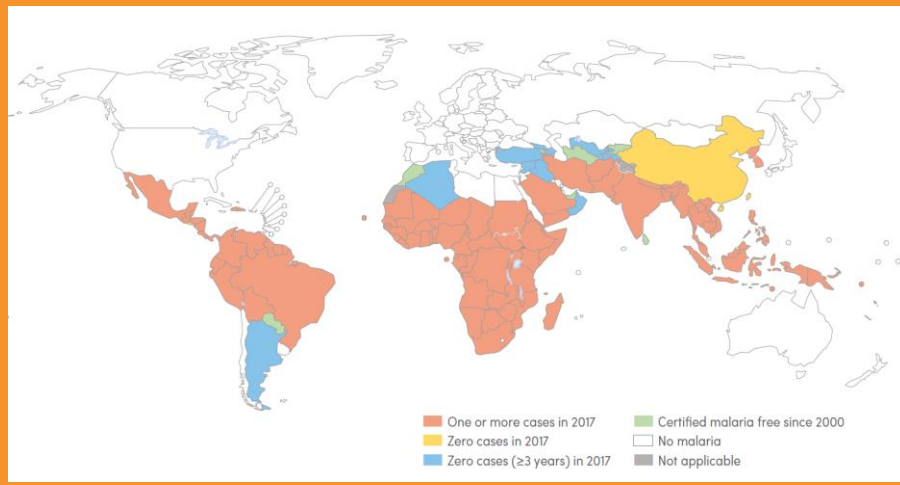 One or more cases in 2017
Zero cases in 2017
Zero cases (≥3 years) in 2017
Certified malaria free since 2000
No malaria
Not applicable